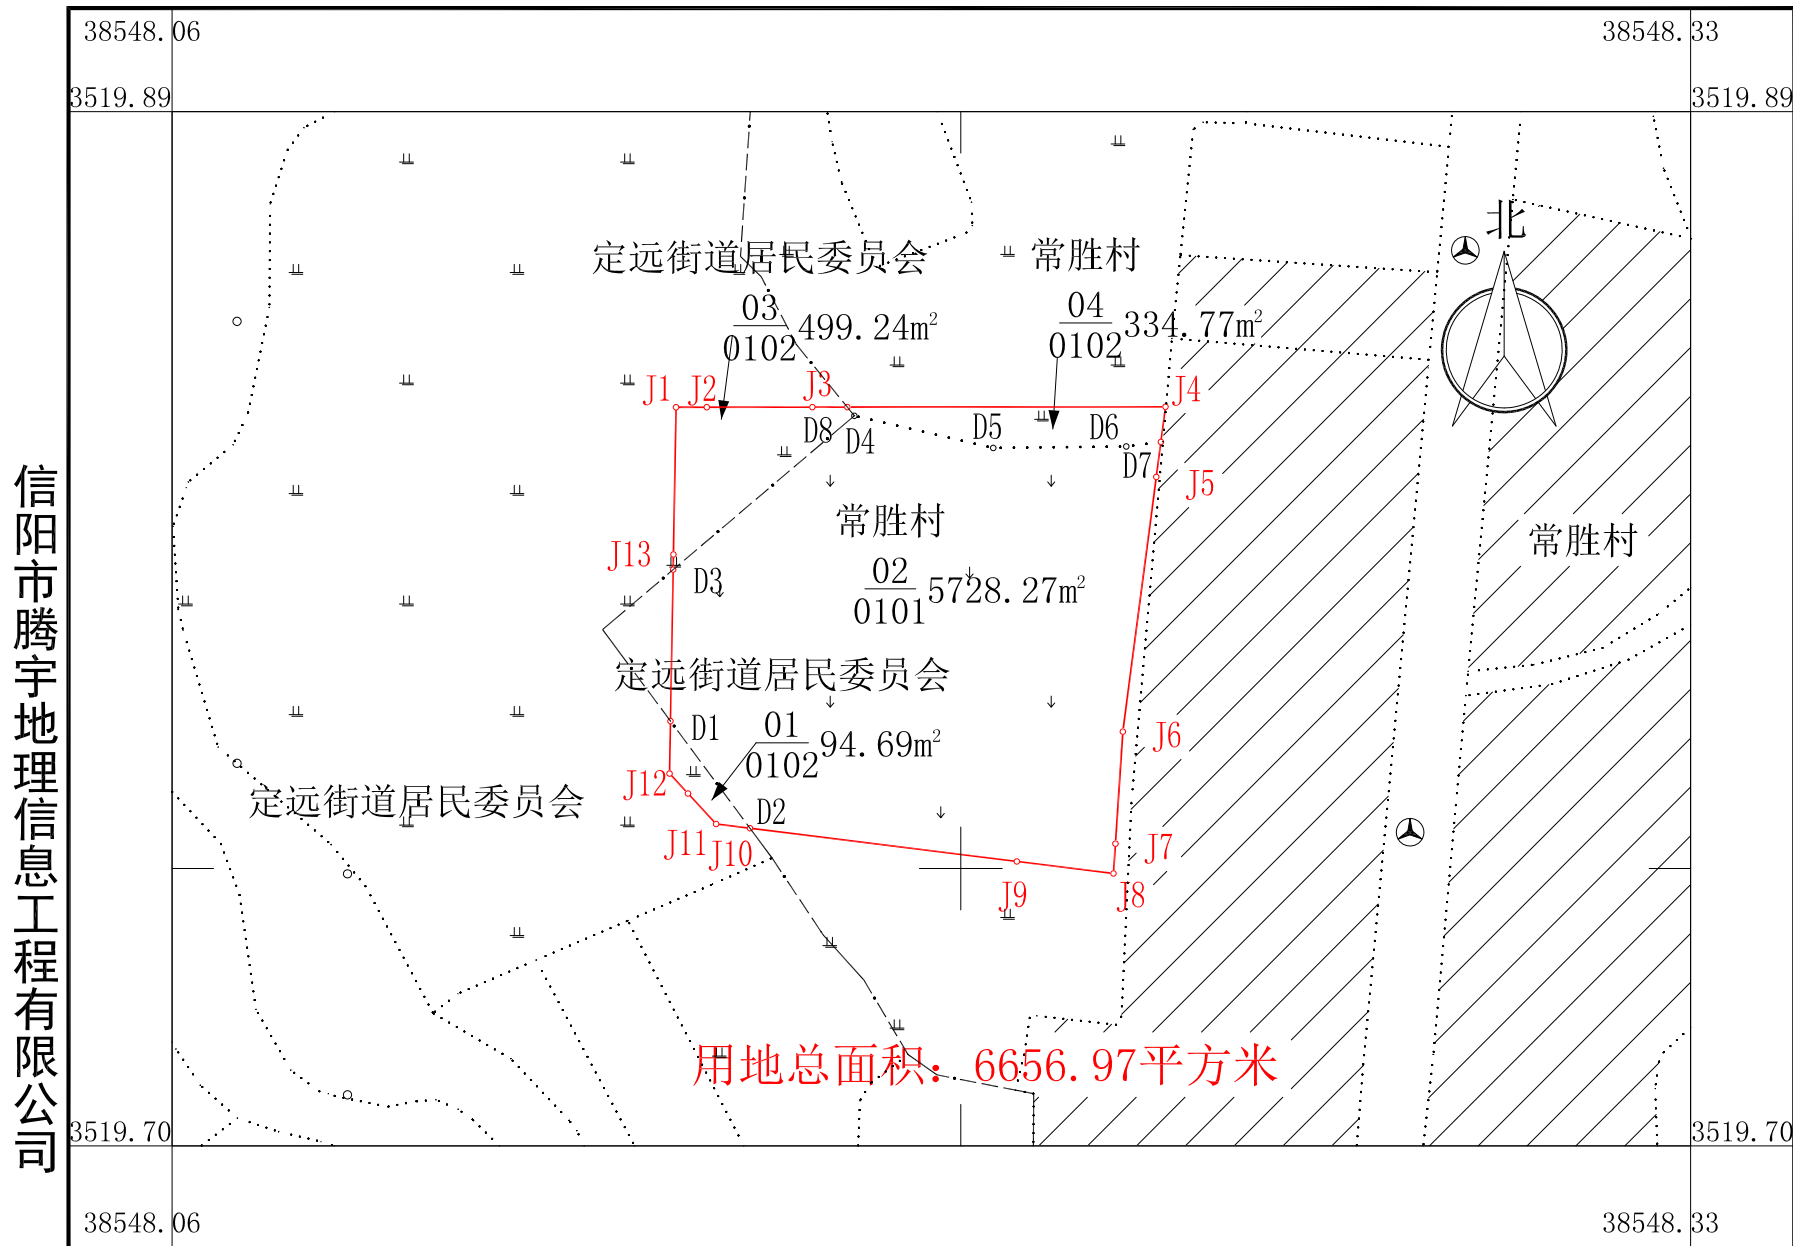 38548.06
38548.33
3519.89
3519.89
北
定远街道居民委员会
常胜村
03
0102
499.24m²
04
0102
334.77m²
J1
J2
J3
J4
D8
D4
D5
D6
D7
J5
常胜村
常胜村
J13
D3
02
0101
5728.27m²
定远街道居民委员会
D1
01
0102
94.69m²
J6
J12
定远街道居民委员会
D2
J11
J10
J7
J9
J8
用地总面积：6656.97平方米
3519.70
3519.70
38548.06
38548.33
信阳市腾宇地理信息工程有限公司